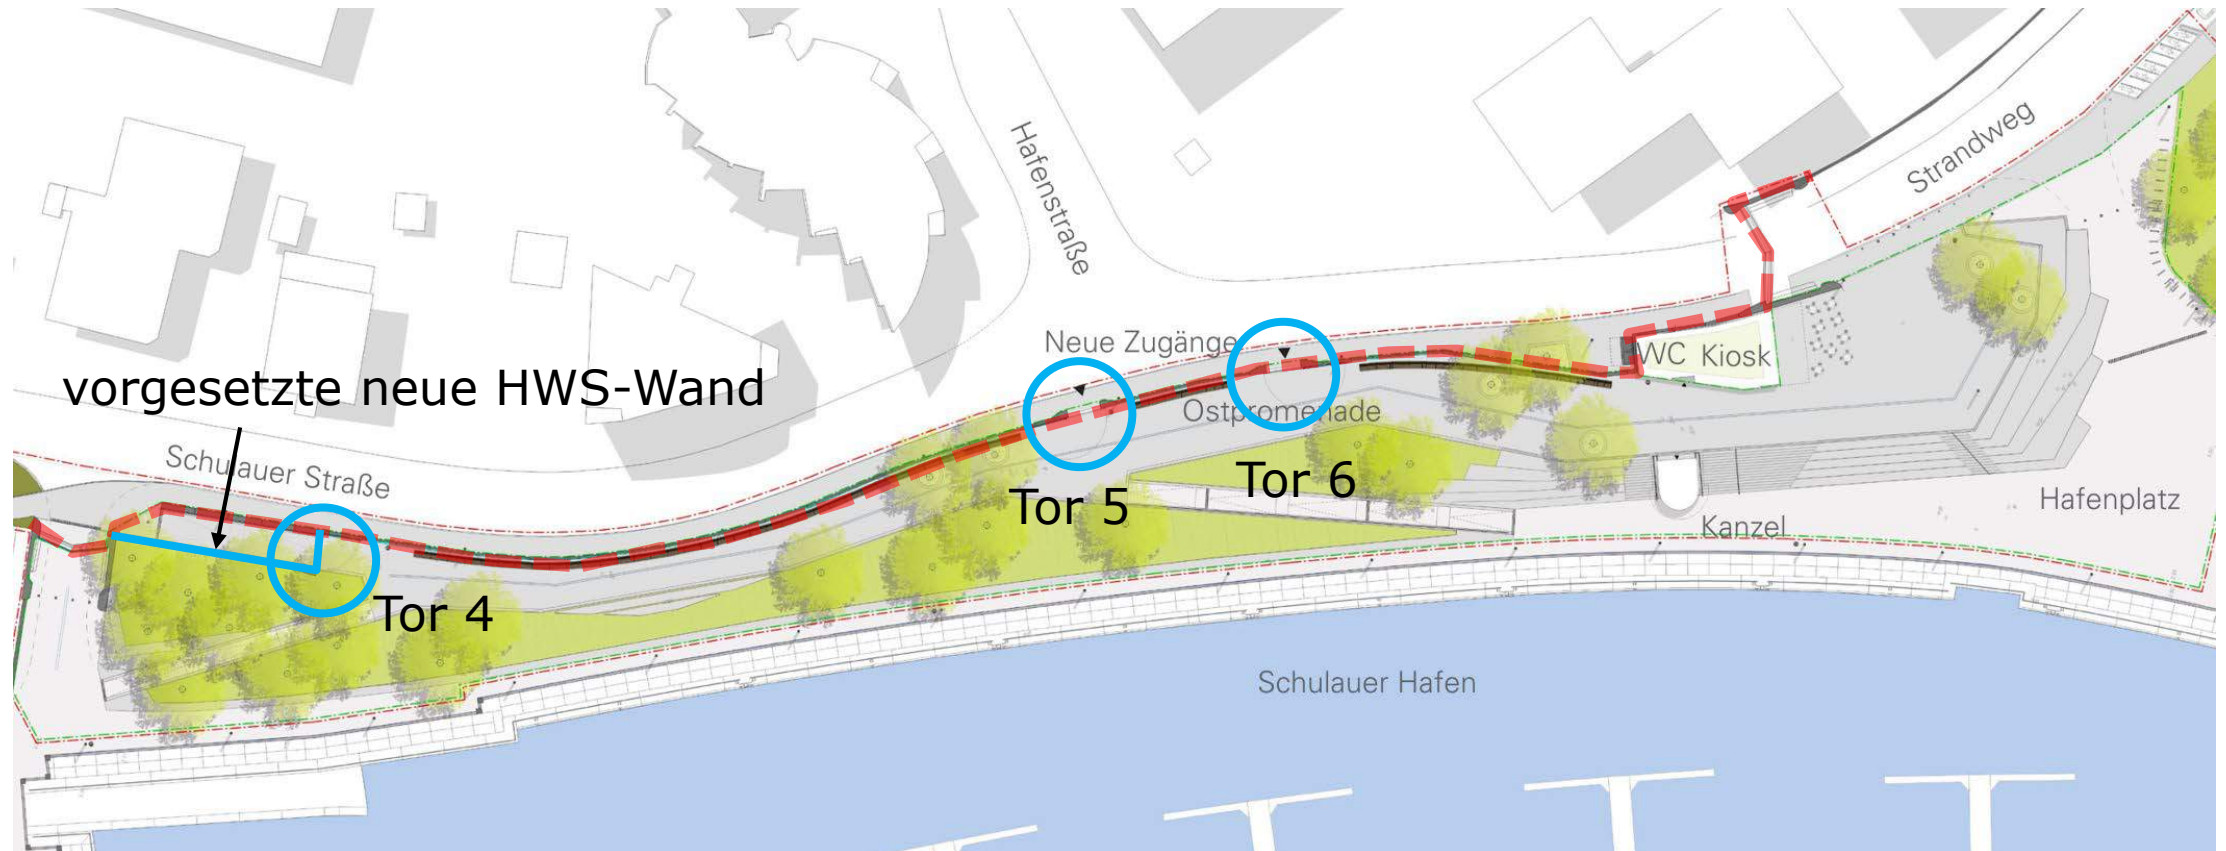 Hafenstraße
Strandweg
Neue Zugänge
WC Kiosk
vorgesetzte neue HWS-Wand
Ostpromenade
Schulauer Straße
Tor 6
Tor 5
Hafenplatz
Kanzel
Tor 4
Schulauer Hafen